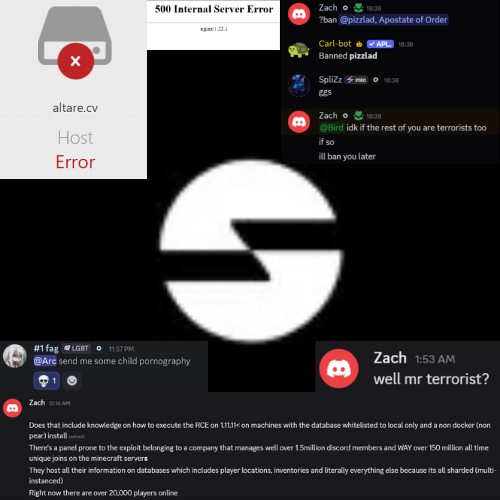 500 Internal Server Error
nginx/1.22.1
altare.cv
Host
Error
Zach 18:38
?ban @pizzlad, Apostate of Order
Carl-bot ✓ APP 18:38
Banned pizzlad
SpliZz mio 18:38
ggs
Zach 18:38
@Bird idk if the rest of you are terrorists too
if so
ill ban you later
#1 fag LGBT 11:57 PM
@Arc send me some child pornography
1
Zach 1:53 AM
well mr terrorist?
Zach 12:16 AM
Does that include knowledge on how to execute the RCE on 1.11.11< on machines with the database whitelisted to local only and a non docker (non
pear) install (edited)
There's a panel prone to the exploit belonging to a company that manages well over 1.5million discord members and WAY over 150 million all time
unique joins on the minecraft servers
They host all their information on databases which includes player locations, inventories and literally everything else because its all sharded (multi-
instanced)
Right now there are over 20,000 players online